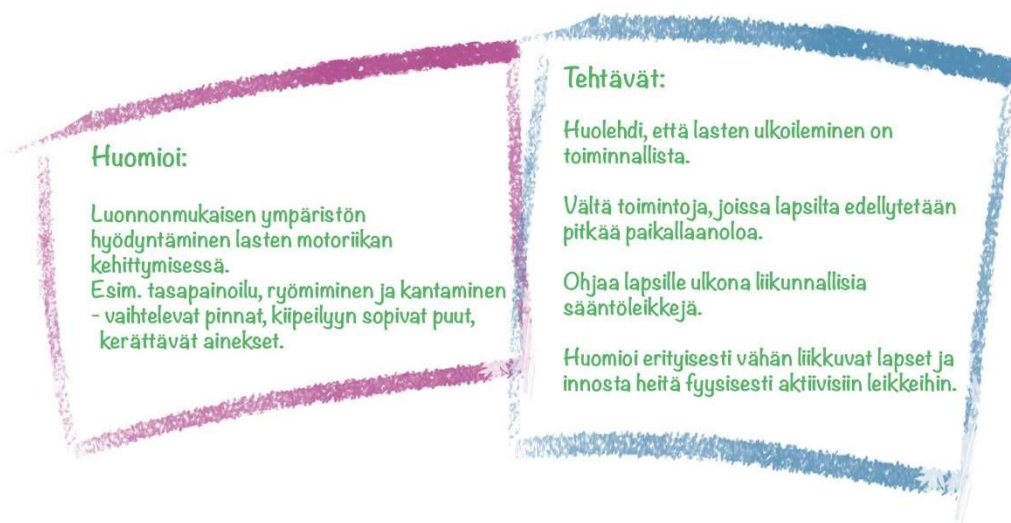 Huomioi:
Luonnonmukaisen ympäristön
hyödyntäminen lasten motoriikan
kehittymisessä.
Esim. tasapainoilu, ryömiminen ja kantaminen
- vaihtelevat pinnat, kiipeilyyn sopivat puut,
kerättävät ainekset.
Tehtävät:
Huolehdi, että lasten ulkoileminen on
toiminnallista.
Vältä toimintoja, joissa lapsilta edellytetään
pitkää paikallaanoloa.
Ohjaa lapsille ulkona liikunnallisia
sääntöleikkejä.
Huomioi erityisesti vähän liikkuvat lapset ja
innosta heitä fyysisesti aktiivisiin leikkeihin.